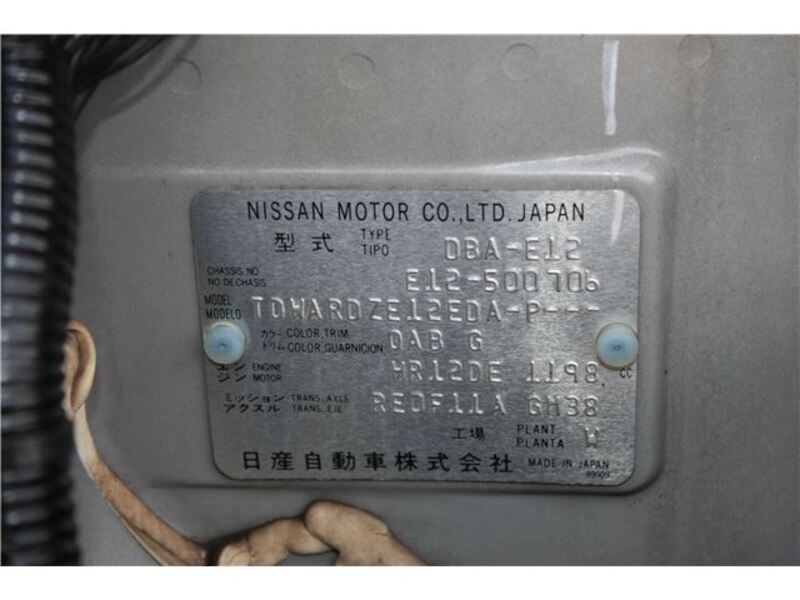 NISSAN MOTOR CO.,LTD. JAPAN
型式 TYPE TIPO DBA-E12
CHASSIS NO. NO.DECHASIS E12-500706
MODEL MODELO TDWARDZE12EDA-P---
カラー COLOR,TRIM トリム COLOR,GUARNICION 0AB G
エンジン ENGINE MOTOR HR12DE 1198 CC
ミッション TRANS. AXLE アクスル TRANS. EJE RE0F11A GH38
工場 PLANT PLANTA W
日産自動車株式会社 MADE IN JAPAN